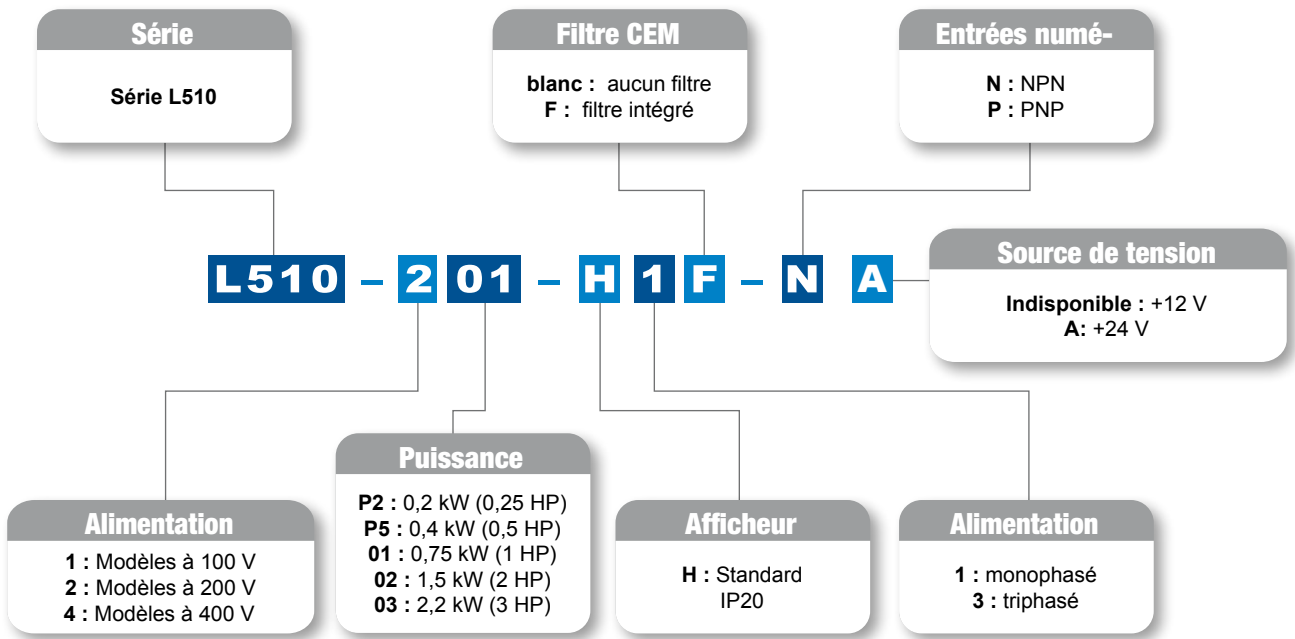 Série
Série L510
Filtre CEM
blanc : aucun filtre
F : filtre intégré
Entrées numé-
N : NPN
P : PNP
L510 – 2 01 – H 1 F – N A
Source de tension
Indisponible : +12 V
A: +24 V
Alimentation
1 : Modèles à 100 V
2 : Modèles à 200 V
4 : Modèles à 400 V
Puissance
P2 : 0,2 kW (0,25 HP)
P5 : 0,4 kW (0,5 HP)
01 : 0,75 kW (1 HP)
02 : 1,5 kW (2 HP)
03 : 2,2 kW (3 HP)
Afficheur
H : Standard
IP20
Alimentation
1 : monophasé
3 : triphasé